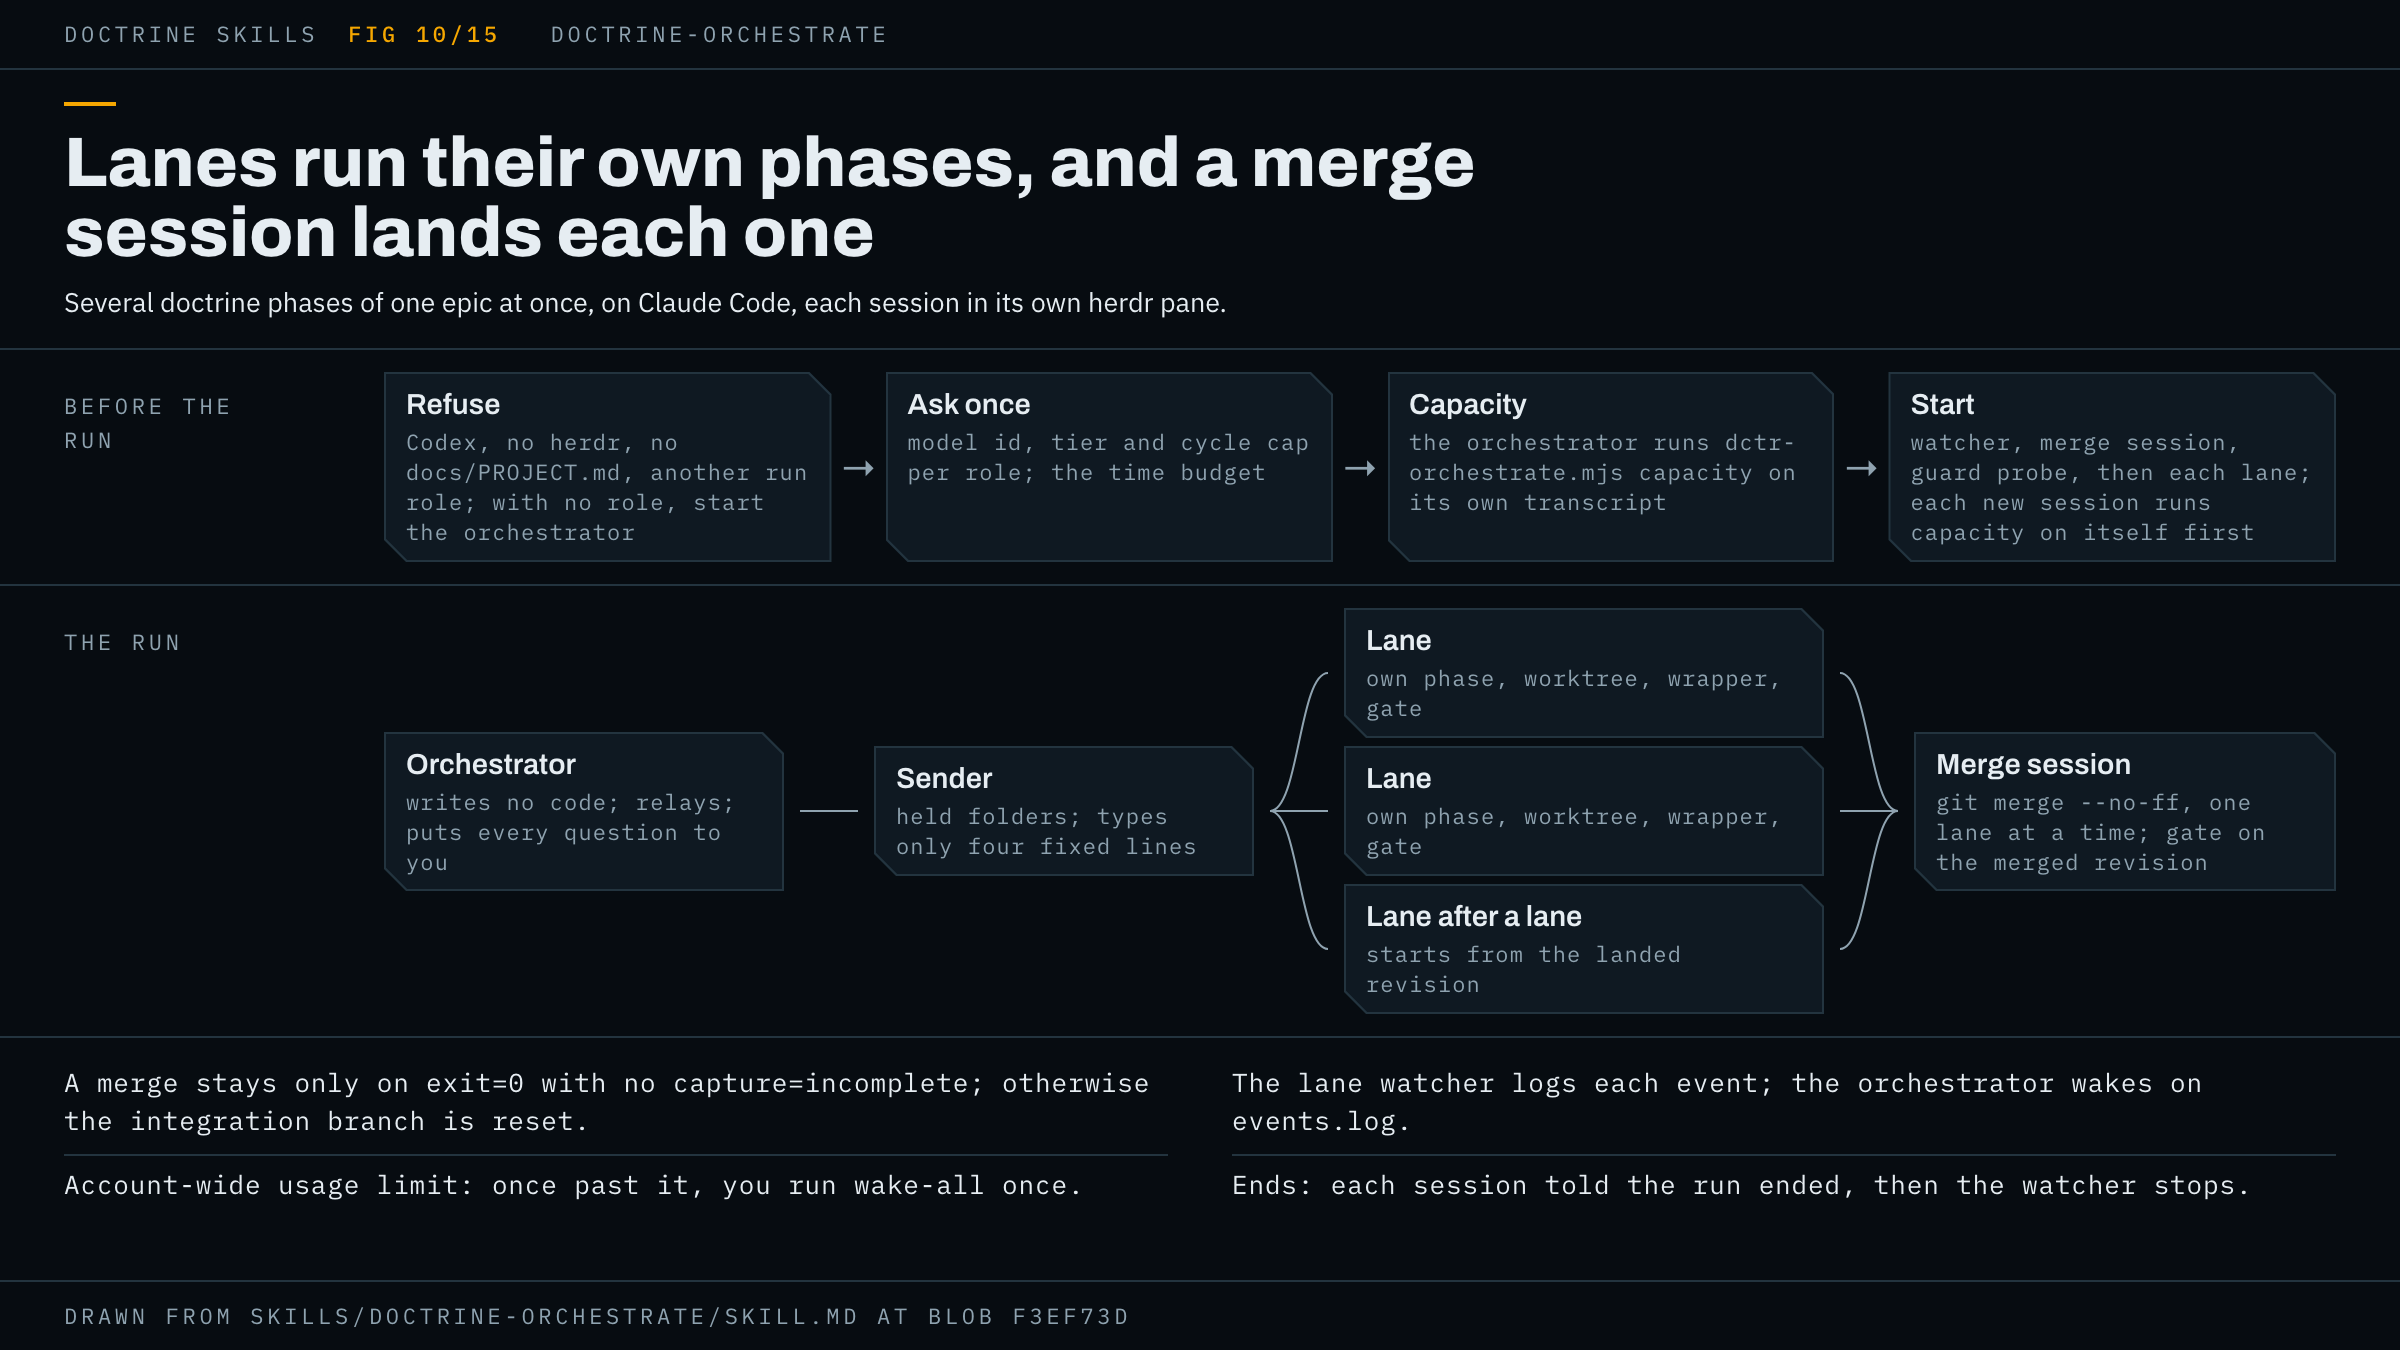 DOCTRINE SKILLS FIG 10/15 DOCTRINE-ORCHESTRATE
Lanes run their own phases, and a merge
session lands each one
Several doctrine phases of one epic at once, on Claude Code, each session in its own herdr pane.
BEFORE THE
RUN
Refuse
Codex, no herdr, no
docs/PROJECT.md, another run
role; with no role, start
the orchestrator
Ask once
model id, tier and cycle cap
per role; the time budget
Capacity
the orchestrator runs dctr-
orchestrate.mjs capacity on
its own transcript
Start
watcher, merge session,
guard probe, then each lane;
each new session runs
capacity on itself first
THE RUN
Orchestrator
writes no code; relays;
puts every question to
you
Sender
held folders; types
only four fixed lines
Lane
own phase, worktree, wrapper,
gate
Lane
own phase, worktree, wrapper,
gate
Lane after a lane
starts from the landed
revision
Merge session
git merge --no-ff, one
lane at a time; gate on
the merged revision
A merge stays only on exit=0 with no capture=incomplete; otherwise
the integration branch is reset.
Account-wide usage limit: once past it, you run wake-all once.
The lane watcher logs each event; the orchestrator wakes on
events.log.
Ends: each session told the run ended, then the watcher stops.
DRAWN FROM SKILLS/DOCTRINE-ORCHESTRATE/SKILL.MD AT BLOB F3EF73D